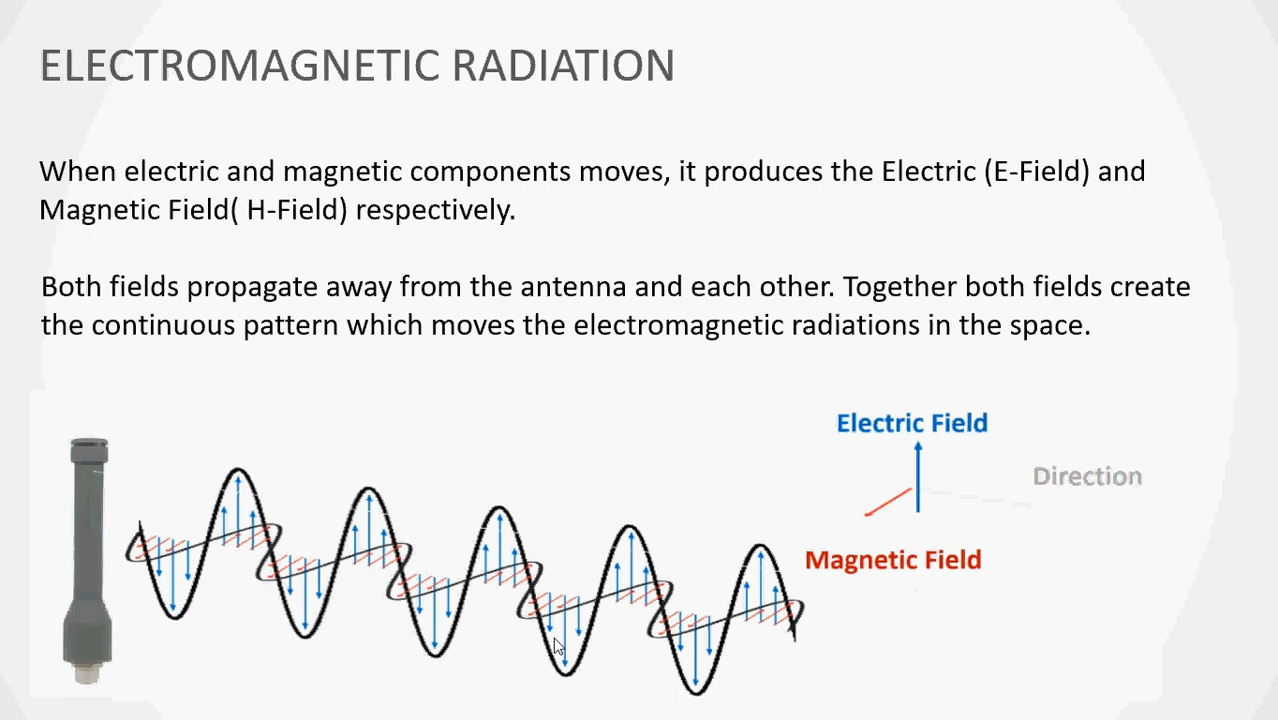 ELECTROMAGNETIC RADIATION
When electric and magnetic components moves, it produces the Electric (E-Field) and
Magnetic Field( H-Field) respectively.
Both fields propagate away from the antenna and each other. Together both fields create
the continuous pattern which moves the electromagnetic radiations in the space.
Electric Field
Direction
Magnetic Field